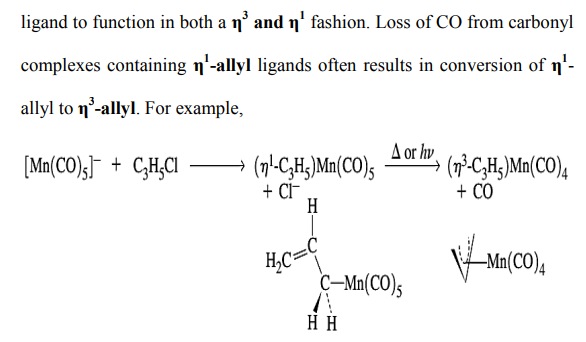 ligand to function in both a η³ and η¹ fashion. Loss of CO from carbonyl
complexes containing η¹-allyl ligands often results in conversion of η¹-
allyl to η³-allyl. For example,
[Mn(CO)₅]⁻ + C₃H₅Cl ⟶ (η¹-C₃H₅)Mn(CO)₅ Δ or hν ⟶ (η³-C₃H₅)Mn(CO)₄
+ Cl⁻ + CO
H
H₂C=C
C–Mn(CO)₅ –Mn(CO)₄
H H